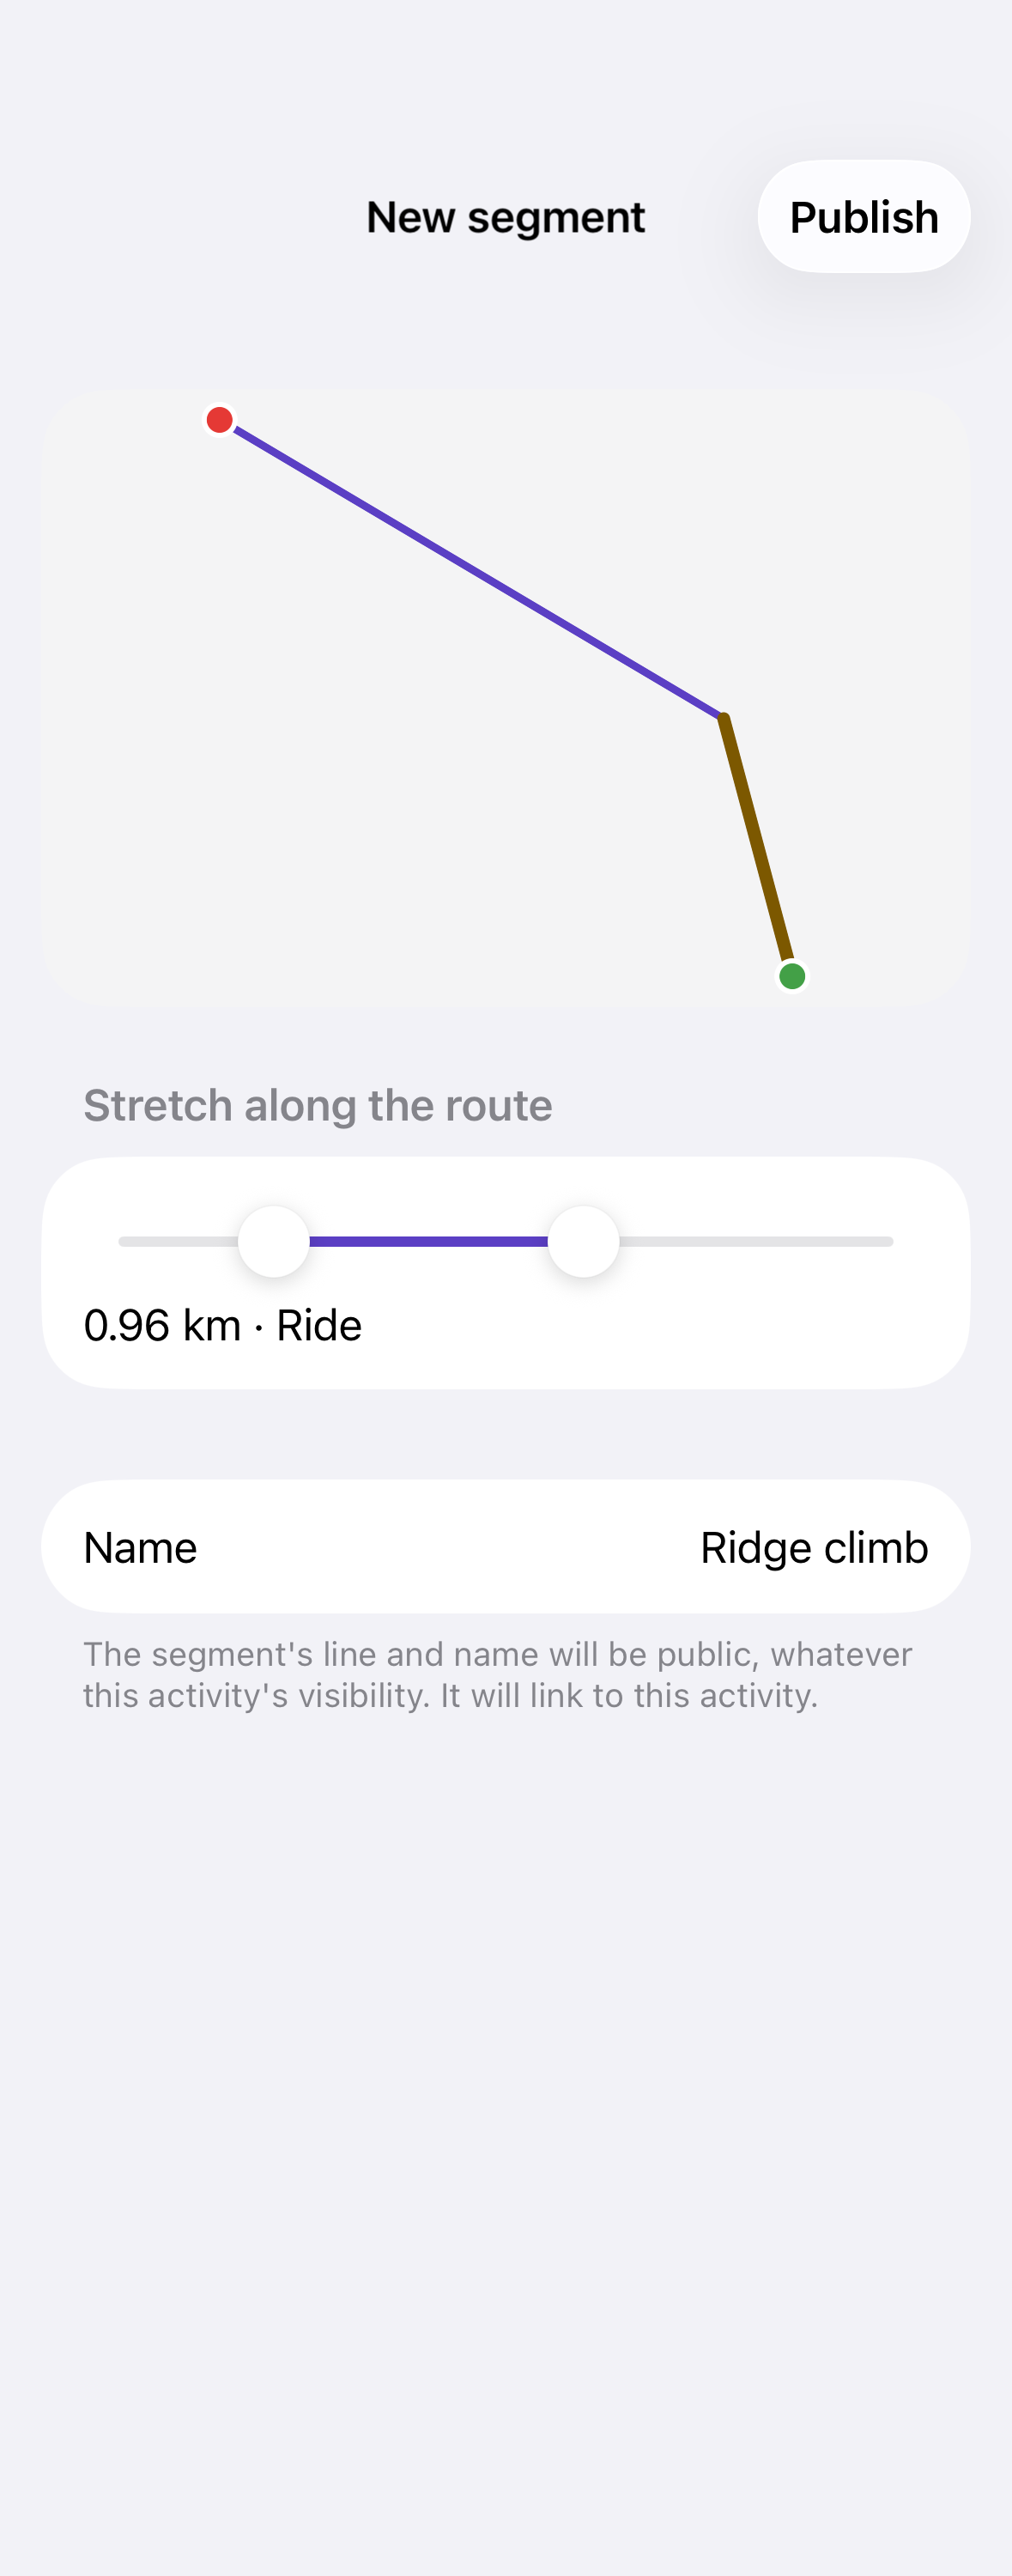 New segment
Publish
Stretch along the route
0.96 km · Ride
Name
Ridge climb
The segment's line and name will be public, whatever
this activity's visibility. It will link to this activity.